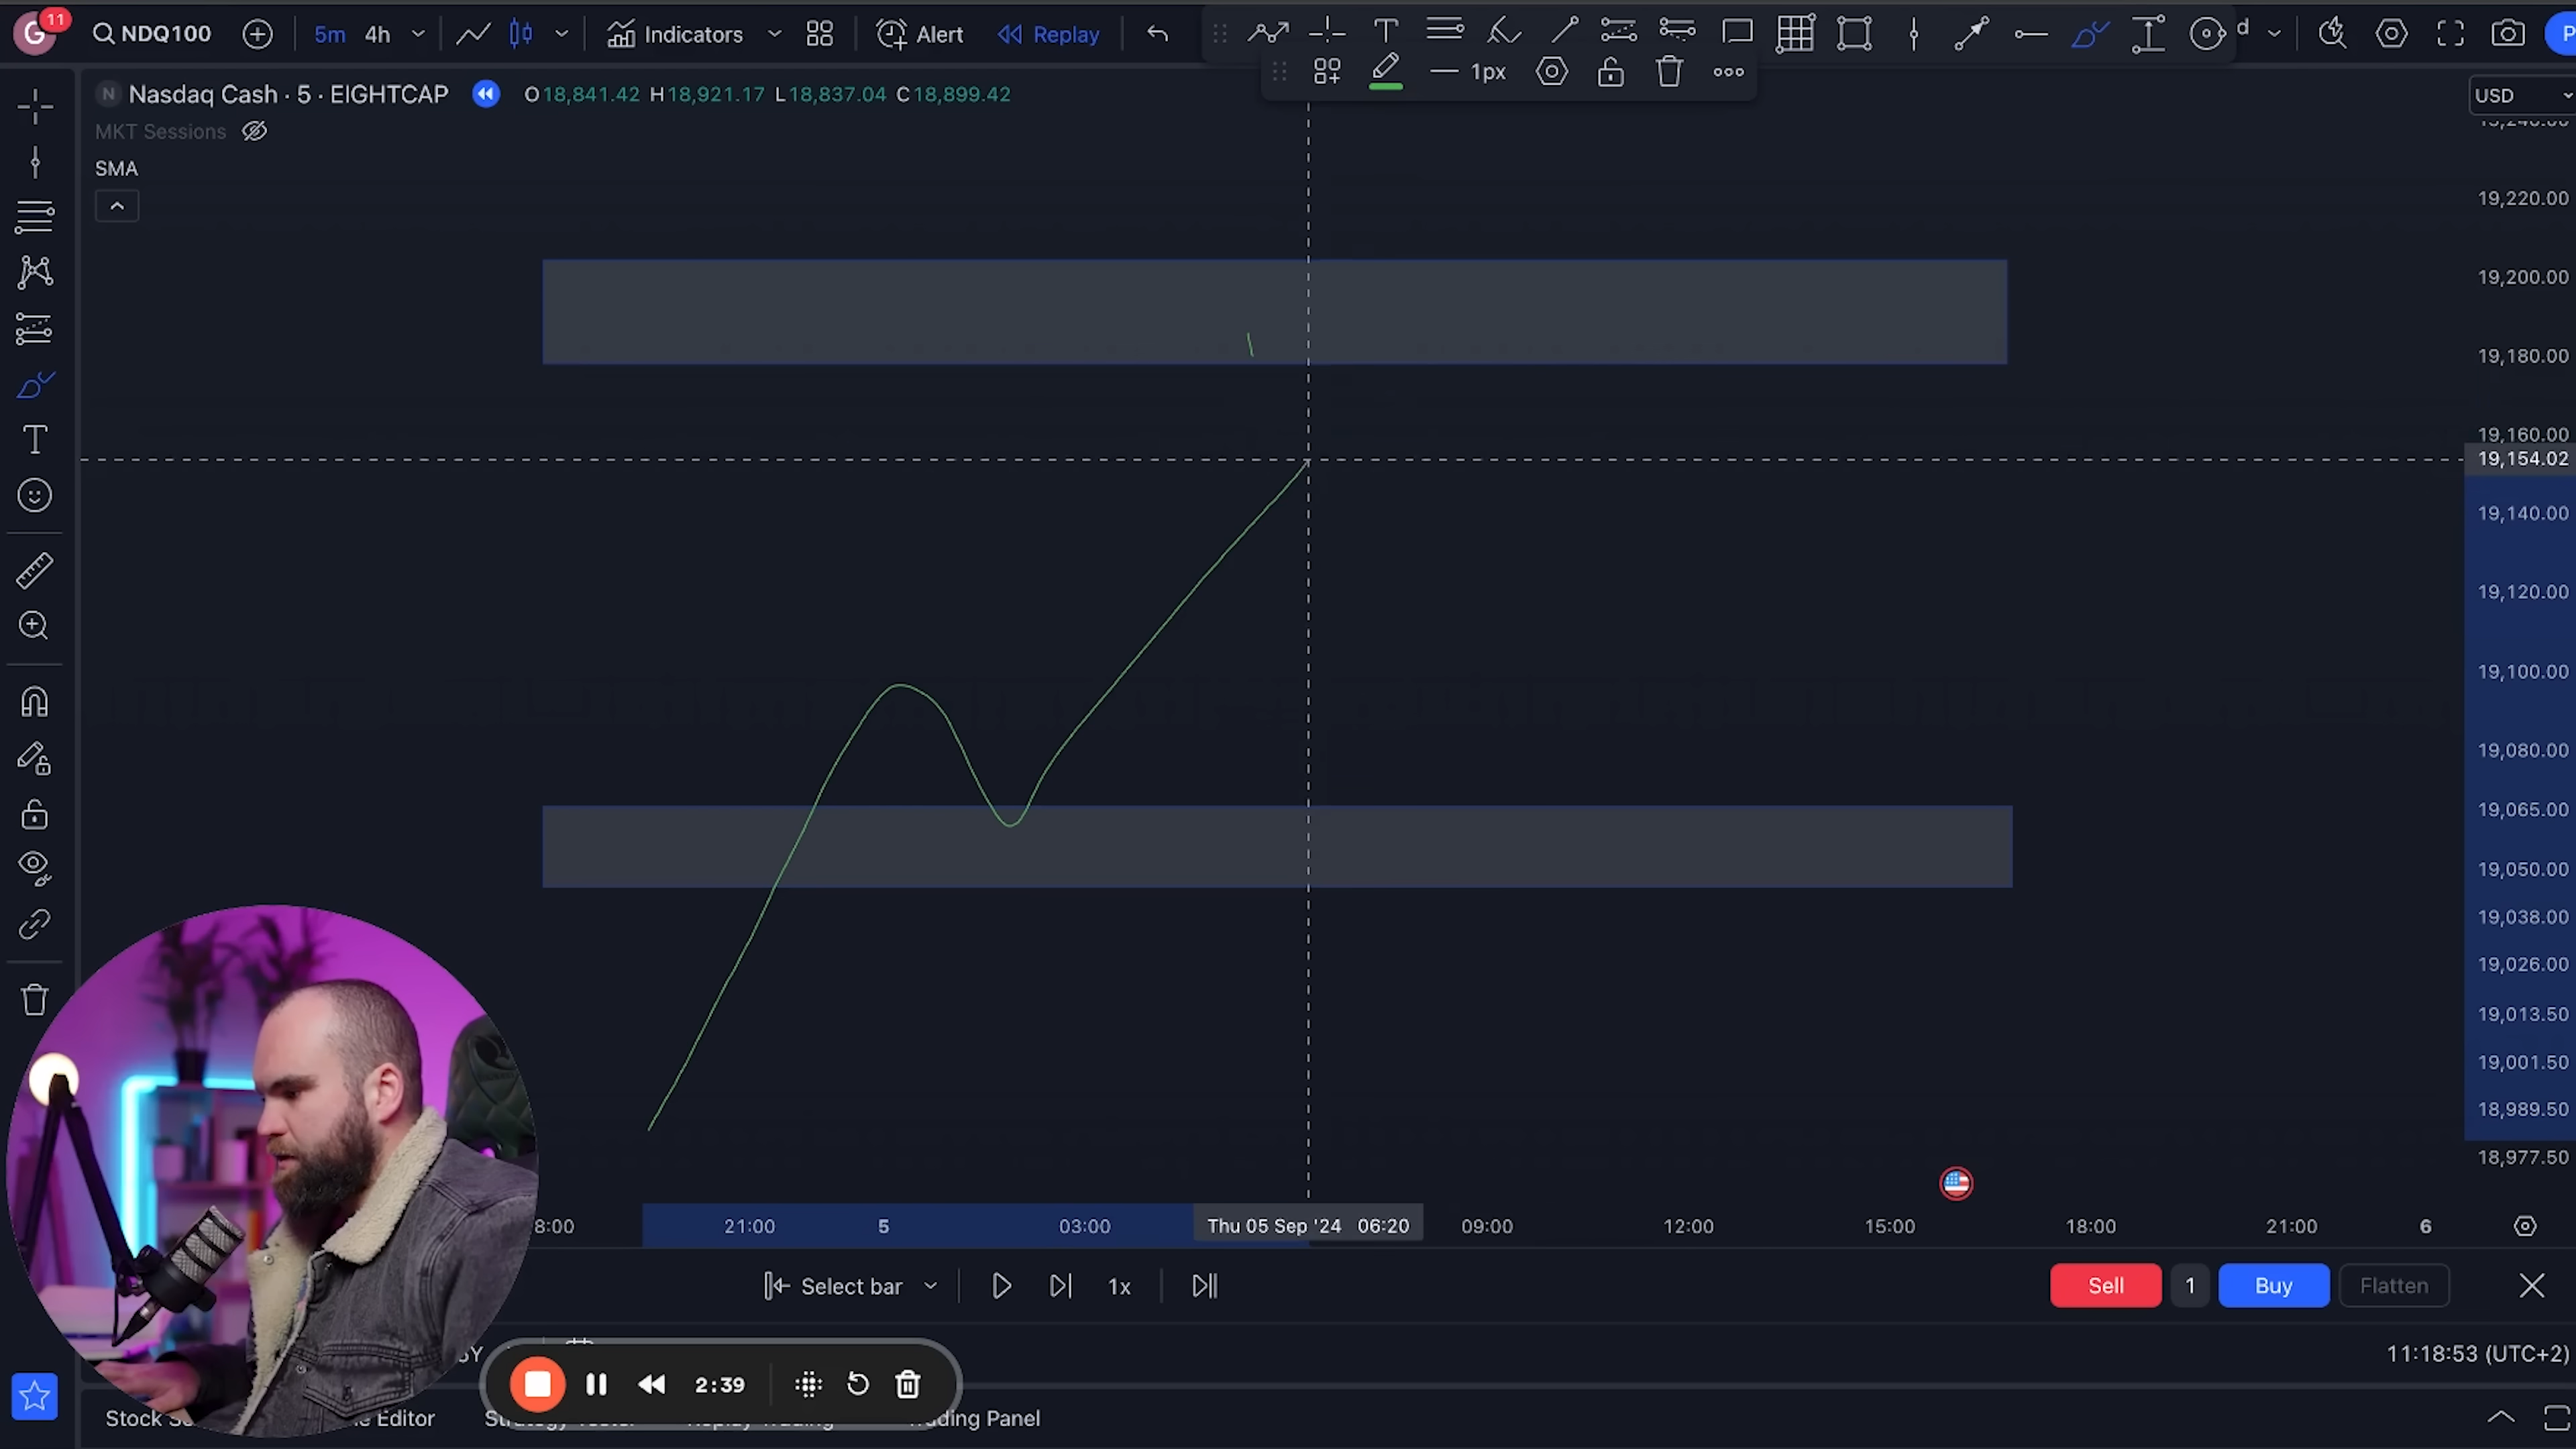 G 11 NDQ100 5m 4h Indicators Alert Replay d P
1px
N Nasdaq Cash · 5 · EIGHTCAP O18,841.42 H18,921.17 L18,837.04 C18,899.42 USD
MKT Sessions
SMA
19,220.00
19,200.00
19,180.00
19,160.00
19,154.02
19,140.00
19,120.00
19,100.00
19,080.00
19,065.00
19,050.00
19,038.00
19,026.00
19,013.50
19,001.50
18,989.50
18,977.50
8:00 21:00 5 03:00 Thu 05 Sep '24 06:20 09:00 12:00 15:00 18:00 21:00 6
Select bar 1x Sell 1 Buy Flatten
11:18:53 (UTC+2)
2:39
Stock Editor Trading Panel